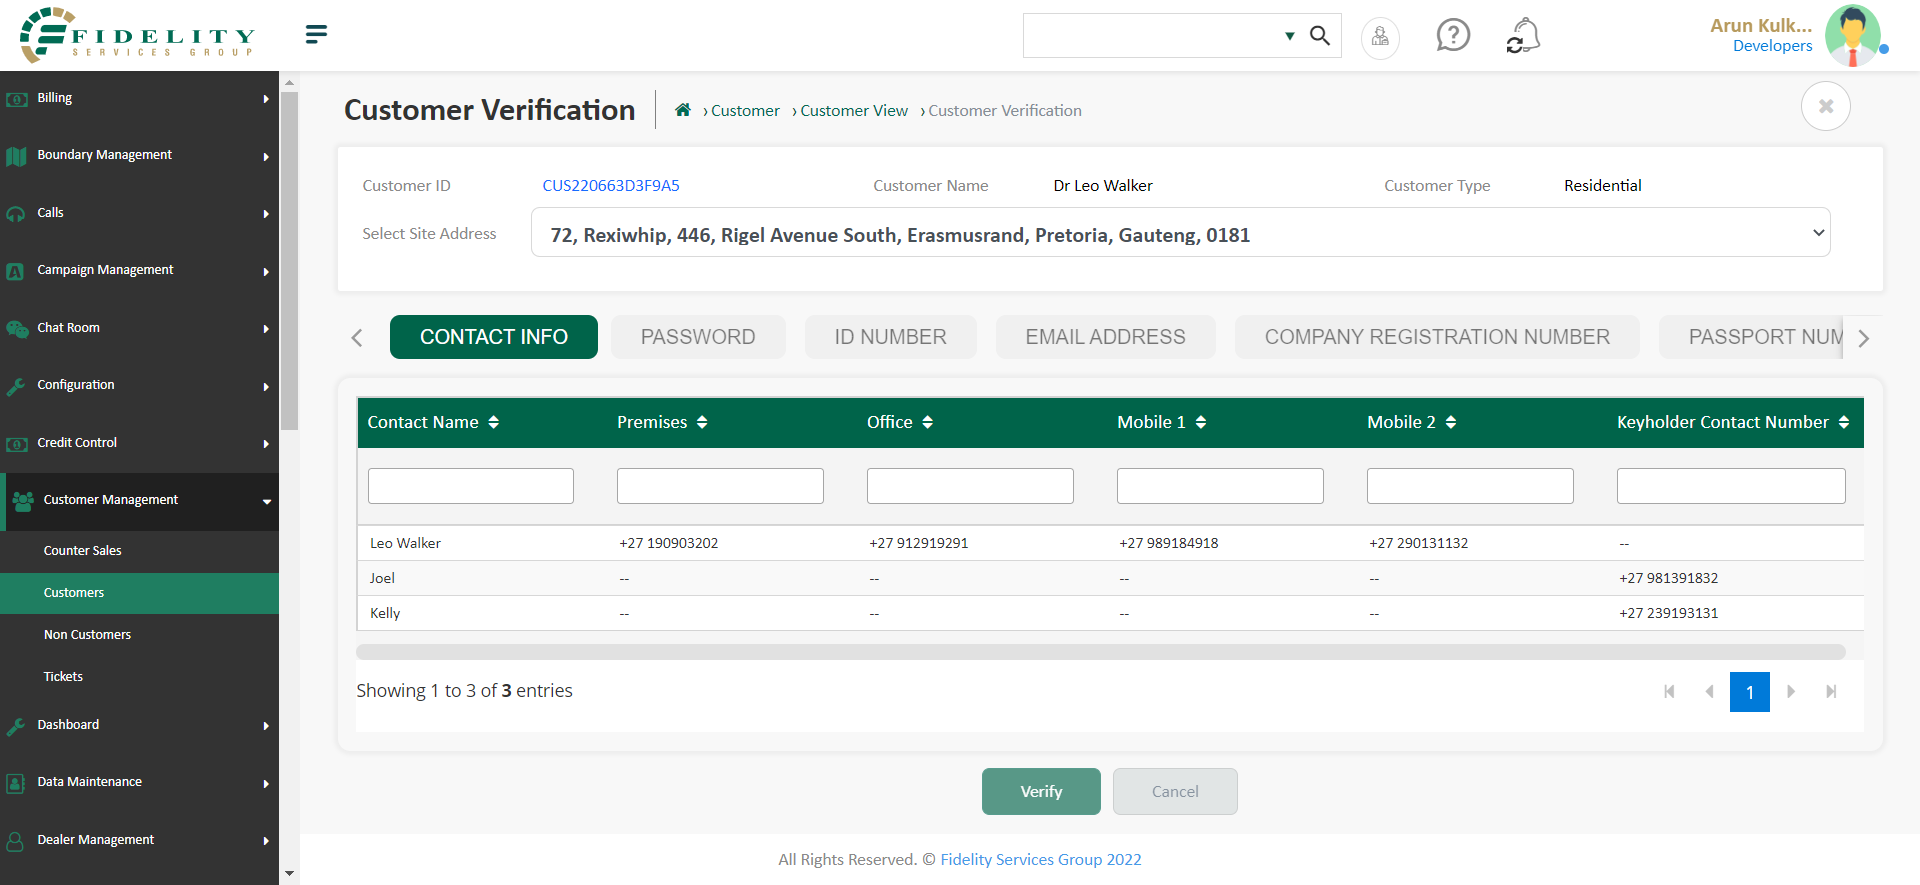 FIDELITY
SERVICES GROUP
Arun Kulk...
Developers
Billing
Boundary Management
Calls
Campaign Management
Chat Room
Configuration
Credit Control
Customer Management
Counter Sales
Customers
Non Customers
Tickets
Dashboard
Data Maintenance
Dealer Management
Customer Verification
› Customer › Customer View › Customer Verification
Customer ID CUS220663D3F9A5 Customer Name Dr Leo Walker Customer Type Residential
Select Site Address 72, Rexiwhip, 446, Rigel Avenue South, Erasmusrand, Pretoria, Gauteng, 0181
CONTACT INFO PASSWORD ID NUMBER EMAIL ADDRESS COMPANY REGISTRATION NUMBER PASSPORT NUM
Contact Name Premises Office Mobile 1 Mobile 2 Keyholder Contact Number
Leo Walker +27 190903202 +27 912919291 +27 989184918 +27 290131132 --
Joel -- -- -- -- +27 981391832
Kelly -- -- -- -- +27 239193131
Showing 1 to 3 of 3 entries
1
Verify Cancel
All Rights Reserved. © Fidelity Services Group 2022